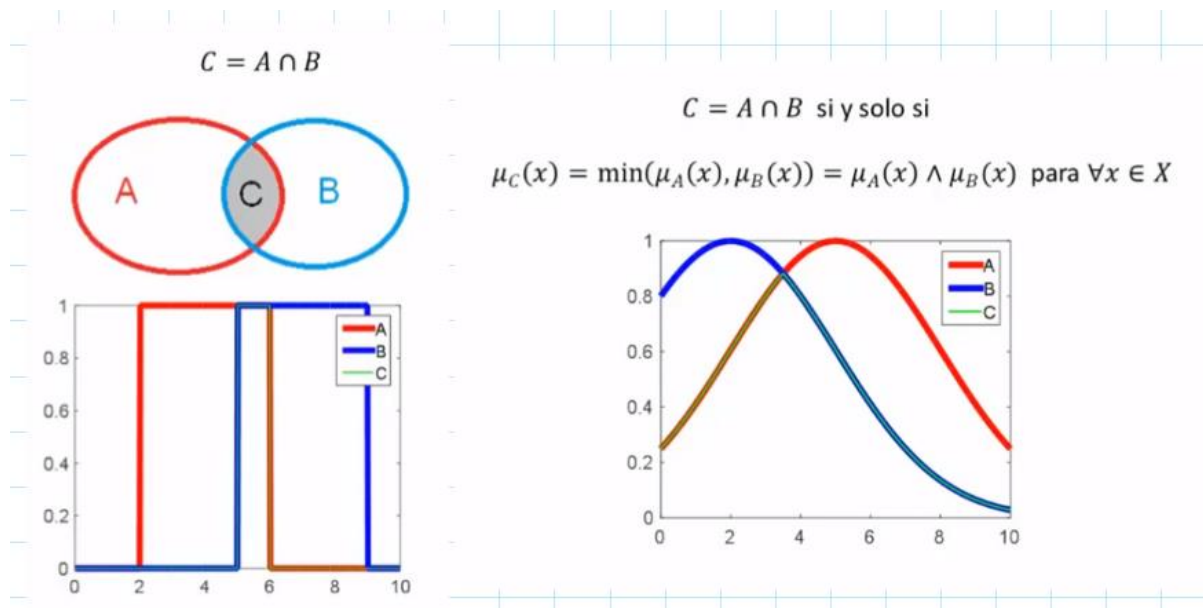 C = A ∩ B
A
C
B
1
0.8
0.6
0.4
0.2
0
0 2 4 6 8 10
A
B
C
C = A ∩ B si y solo si
μ_C(x) = min(μ_A(x), μ_B(x)) = μ_A(x) ∧ μ_B(x) para ∀x ∈ X
1
0.8
0.6
0.4
0.2
0
0 2 4 6 8 10
A
B
C